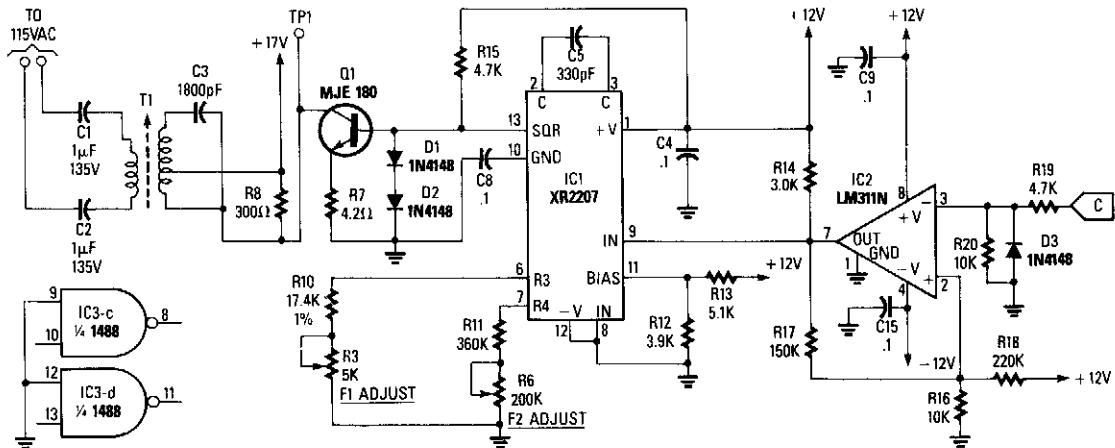 TO
115VAC
C1
1µF
135V
C2
1µF
135V
T1
C3
1800pF
+17V
TP1
R8
300Ω
Q1
MJE 180
R7
4.2Ω
D1
1N4148
D2
1N4148
R15
4.7K
C8
.1
C5
330pF
2
3
C
C
13
SQR
+V
1
10
GND
IC1
XR2207
IN
9
BIAS
11
6
R3
7
R4
-V
IN
12
8
C4
.1
R10
17.4K
1%
R3
5K
F1 ADJUST
R11
360K
R6
200K
F2 ADJUST
R12
3.9K
R13
5.1K
+12V
+12V
R14
3.0K
R17
150K
+12V
C9
.1
IC2
LM311N
8
+V
-
3
7
OUT
GND
1
-V
+
4
2
C15
.1
-12V
R19
4.7K
C
R20
10K
D3
1N4148
R18
220K
+12V
R16
10K
9
10
IC3-c
¼ 1488
8
12
13
IC3-d
¼ 1488
11